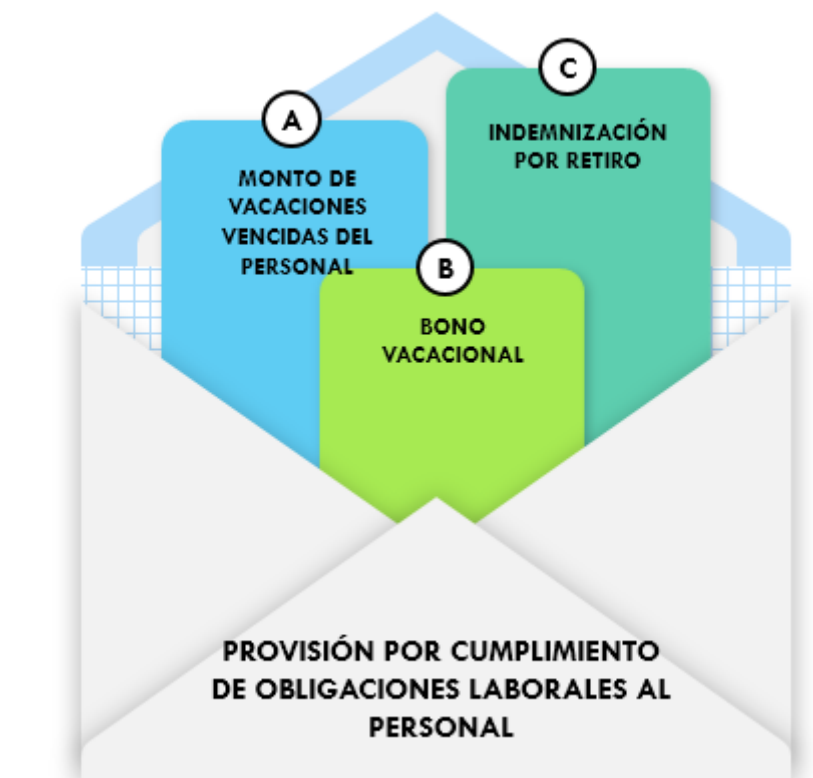 A
MONTO DE
VACACIONES
VENCIDAS DEL
PERSONAL
B
BONO
VACACIONAL
C
INDEMNIZACIÓN
POR RETIRO
PROVISIÓN POR CUMPLIMIENTO
DE OBLIGACIONES LABORALES AL
PERSONAL